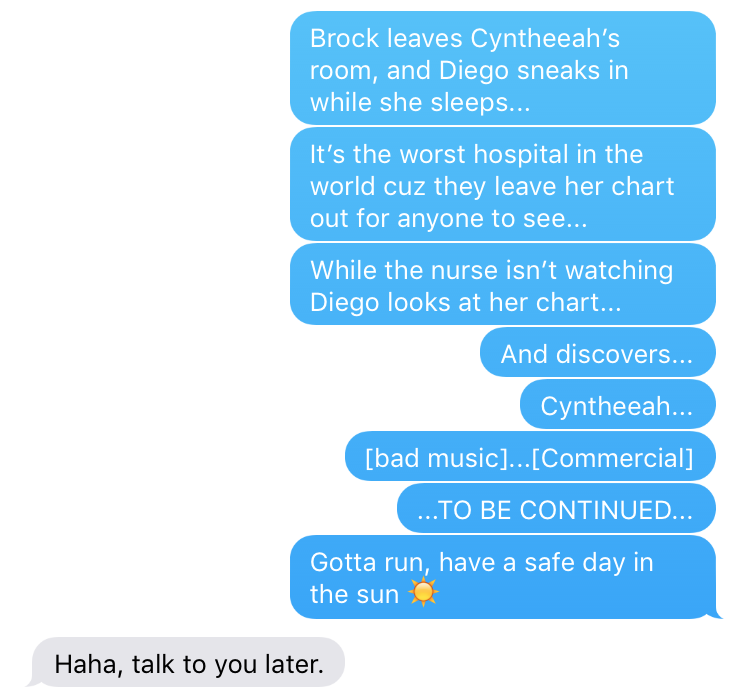 Brock leaves Cyntheeah’s
room, and Diego sneaks in
while she sleeps...
It’s the worst hospital in the
world cuz they leave her chart
out for anyone to see...
While the nurse isn’t watching
Diego looks at her chart...
And discovers...
Cyntheeah...
[bad music]...[Commercial]
...TO BE CONTINUED...
Gotta run, have a safe day in
the sun ☀️
Haha, talk to you later.